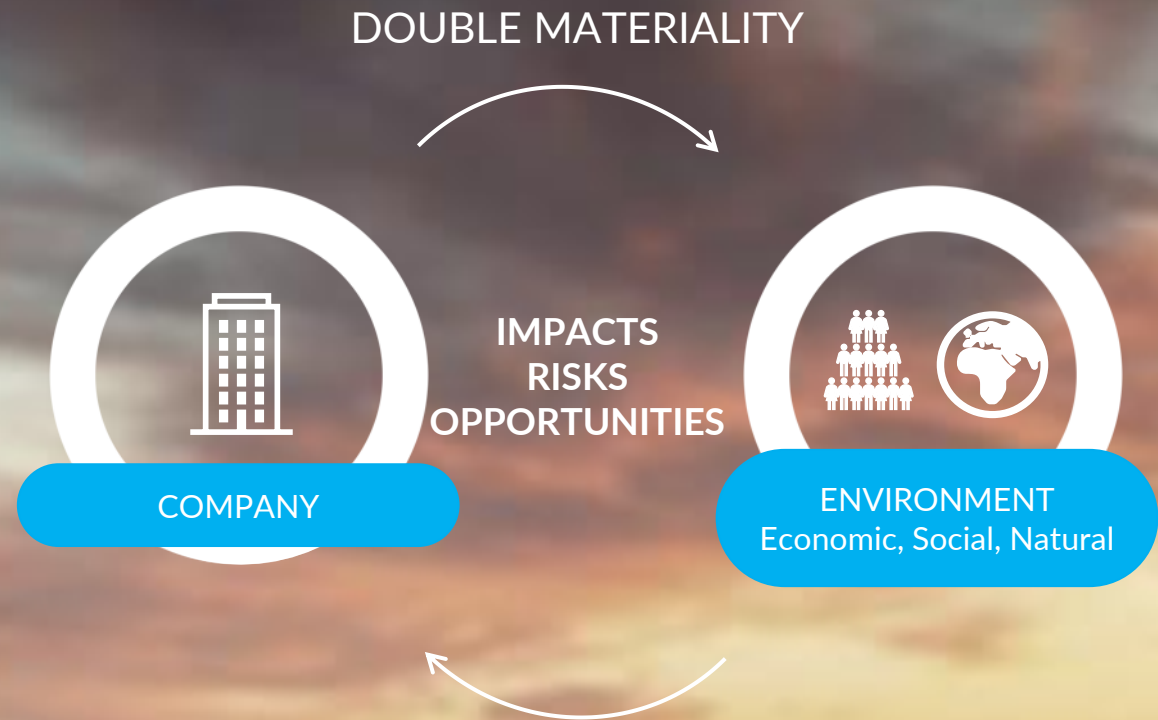 DOUBLE MATERIALITY
IMPACTS
RISKS
OPPORTUNITIES
COMPANY
ENVIRONMENT
Economic, Social, Natural